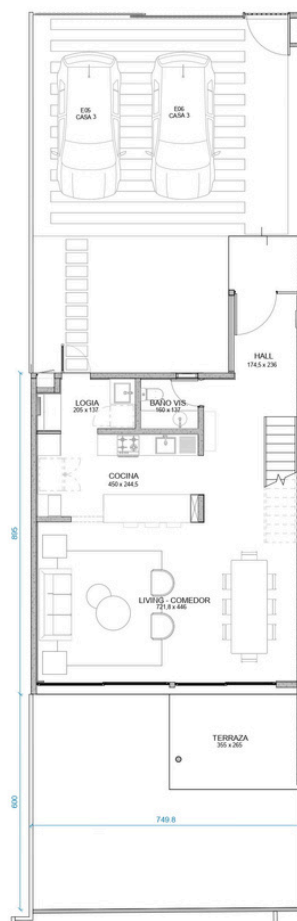 E05
CASA 3
E06
CASA 3
HALL
174,5 x 236
LOGIA
205 x 137
BAÑO VIS
160 x 137
COCINA
450 x 244,5
895
LIVING - COMEDOR
721,8 x 446
TERRAZA
355 x 265
600
749.8